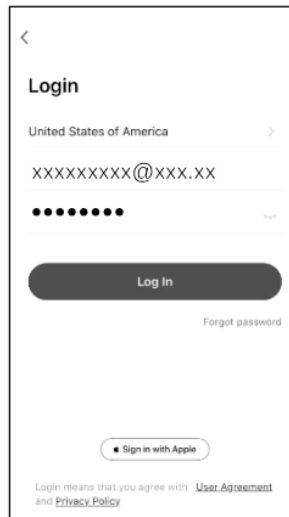 Login
United States of America
xxxxxxxxx@xxx.xx
●●●●●●●●
Log In
Forgot password
Sign in with Apple
Login means that you agree with User Agreement
and Privacy Policy